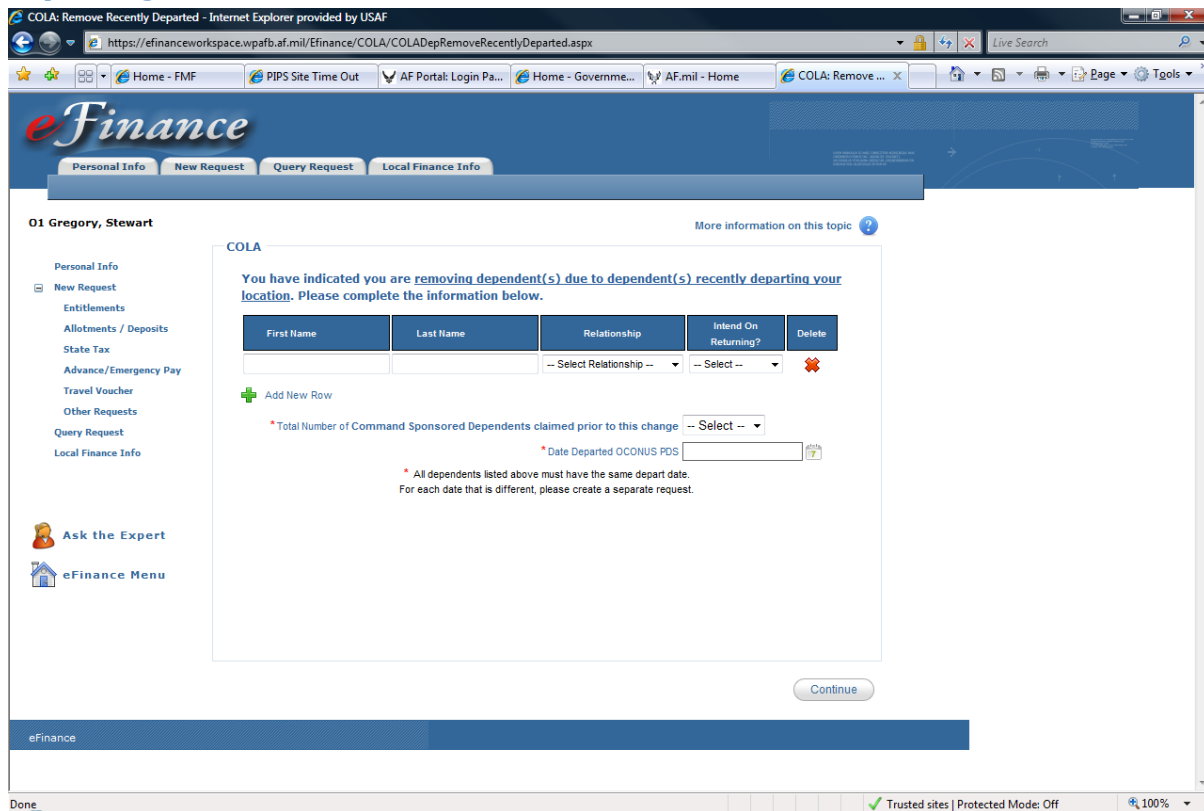 COLA: Remove Recently Departed - Internet Explorer provided by USAF
https://efinanceworkspace.wpafb.af.mil/Efinance/COLA/COLADepRemoveRecentlyDeparted.aspx
Live Search
Home - FMF
PIPS Site Time Out
AF Portal: Login Pa...
Home - Governme...
AF.mil - Home
COLA: Remove ...
Page
Tools
eFinance
Personal Info
New Request
Query Request
Local Finance Info
O1 Gregory, Stewart
More information on this topic
Personal Info
New Request
Entitlements
Allotments / Deposits
State Tax
Advance/Emergency Pay
Travel Voucher
Other Requests
Query Request
Local Finance Info
Ask the Expert
eFinance Menu
COLA
You have indicated you are removing dependent(s) due to dependent(s) recently departing your
location. Please complete the information below.
First Name
Last Name
Relationship
Intend On
Returning?
Delete
-- Select Relationship --
-- Select --
Add New Row
*Total Number of Command Sponsored Dependents claimed prior to this change
-- Select --
*Date Departed OCONUS PDS
7
* All dependents listed above must have the same depart date.
For each date that is different, please create a separate request.
Continue
eFinance
Done
Trusted sites | Protected Mode: Off
100%